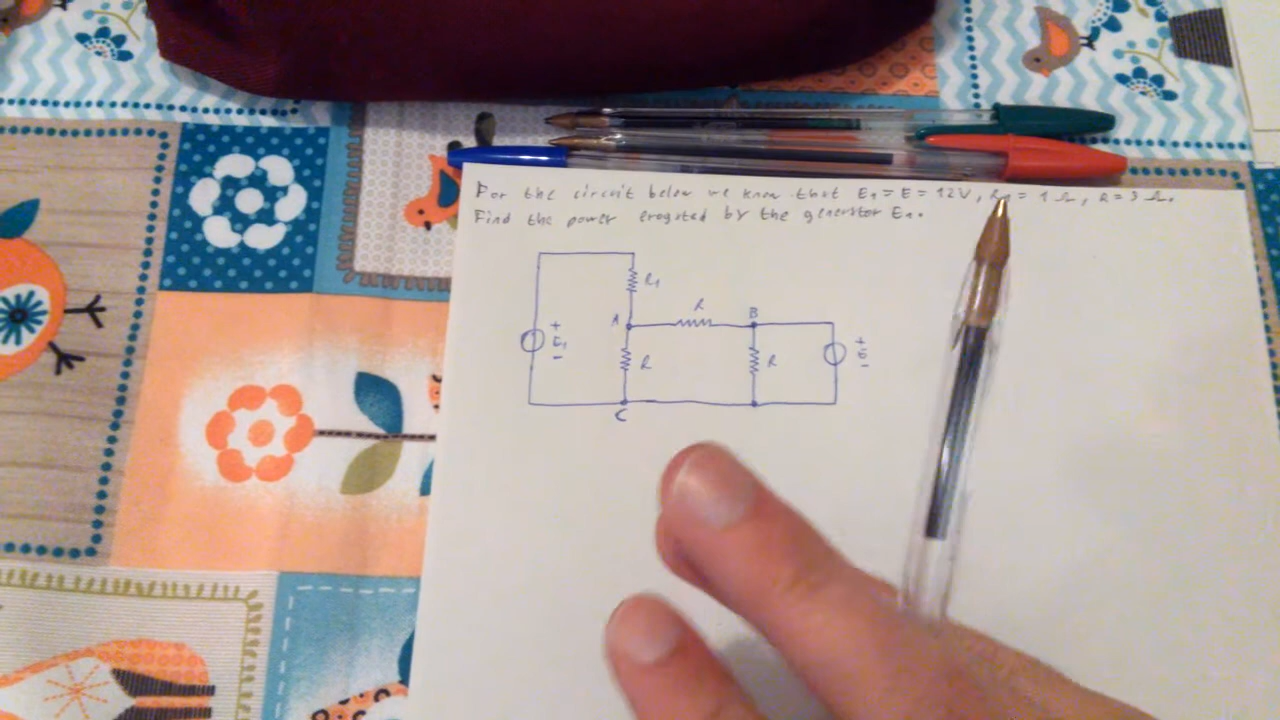 For the circuit below we know that E₁ = E = 12V, R₁ = 1 Ω, R = 3 Ω.
Find the power erogated by the generator E₁.
R₁
R
A
B
+
E₁
-
R
R
+
E
-
C